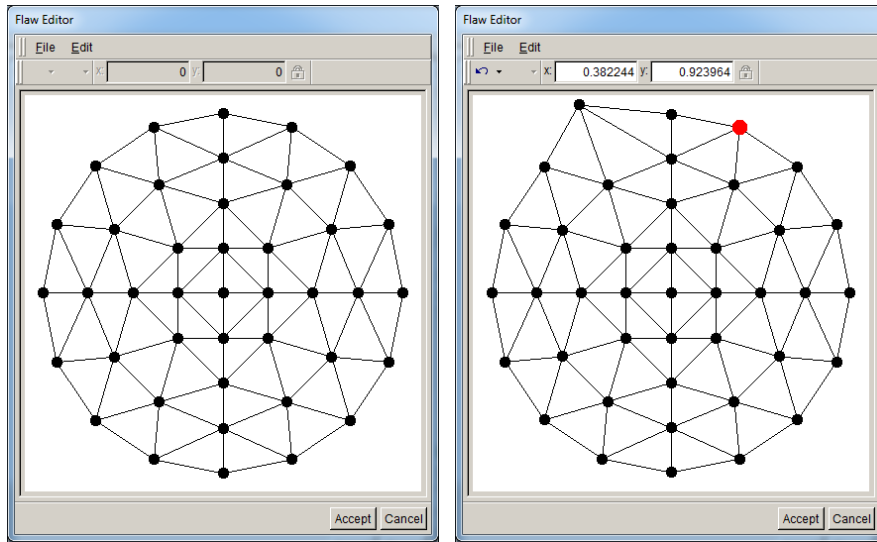 Flaw Editor
File Edit
x: 0 y: 0
Accept Cancel
Flaw Editor
File Edit
x: 0.382244 y: 0.923964
Accept Cancel